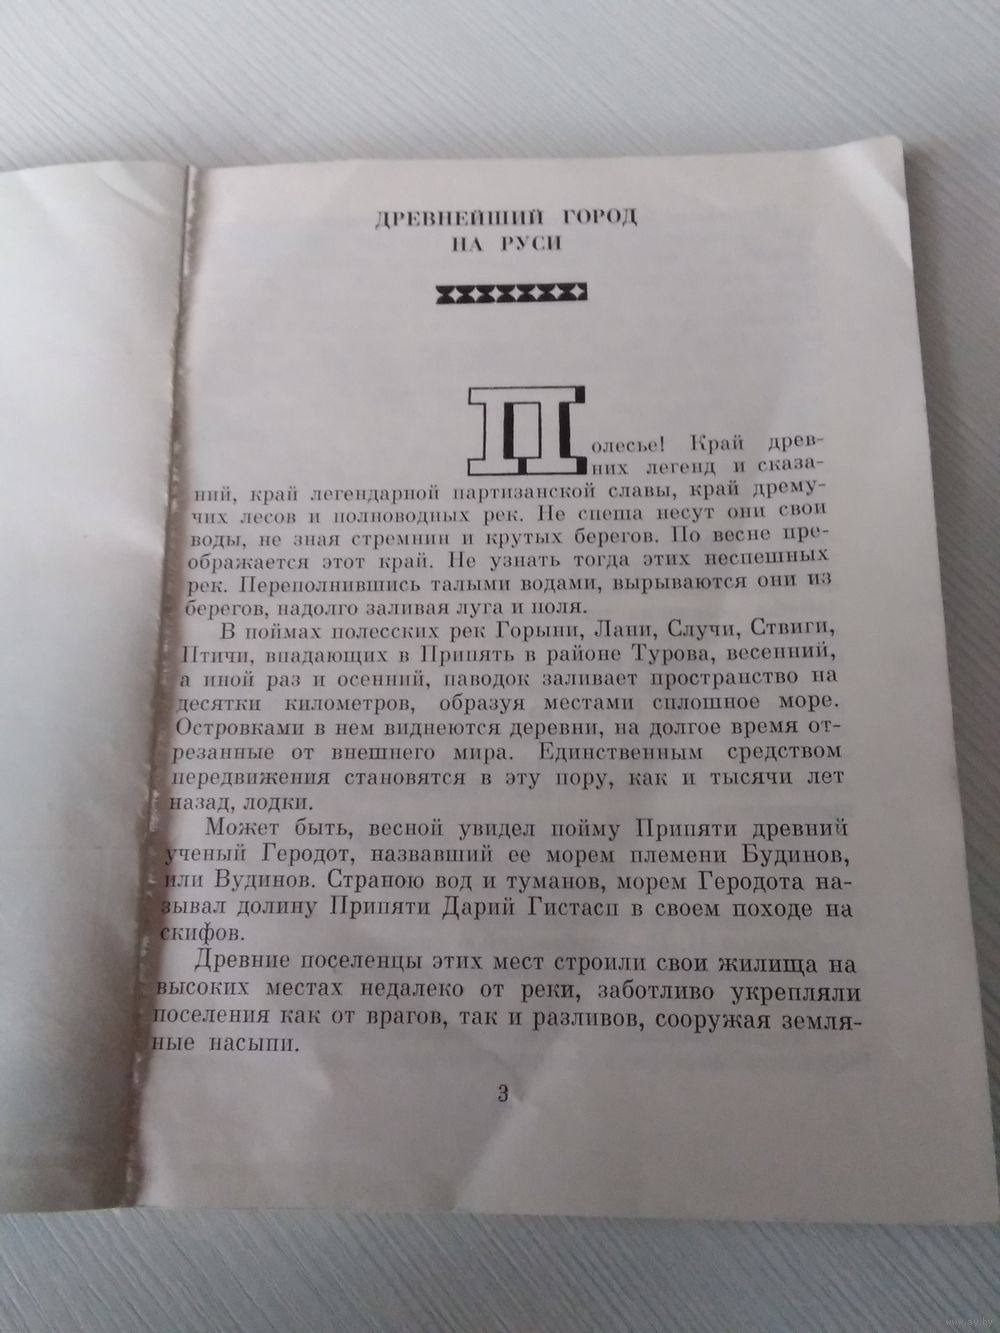 ДРЕВНЕЙШИЙ ГОРОД
НА РУСИ
Полесье! Край древ-
них легенд и сказа-
ний, край легендарной партизанской славы, край дрему-
чих лесов и полноводных рек. Не спеша несут они свои
воды, не зная стремнин и крутых берегов. По весне пре-
ображается этот край. Не узнать тогда этих неспешных
рек. Переполнившись талыми водами, вырываются они из
берегов, надолго заливая луга и поля.
В поймах полесских рек Горыни, Лани, Случи, Ствиги,
Птичи, впадающих в Припять в районе Турова, весенний,
а иной раз и осенний, паводок заливает пространство на
десятки километров, образуя местами сплошное море.
Островками в нем виднеются деревни, на долгое время от-
резанные от внешнего мира. Единственным средством
передвижения становятся в эту пору, как и тысячи лет
назад, лодки.
Может быть, весной увидел пойму Припяти древний
ученый Геродот, назвавший ее морем племени Будинов,
или Вудинов. Страною вод и туманов, морем Геродота на-
зывал долину Припяти Дарий Гистасп в своем походе на
скифов.
Древние поселенцы этих мест строили свои жилища на
высоких местах недалеко от реки, заботливо укрепляли
поселения как от врагов, так и разливов, сооружая земля-
ные насыпи.
3
www.ay.by